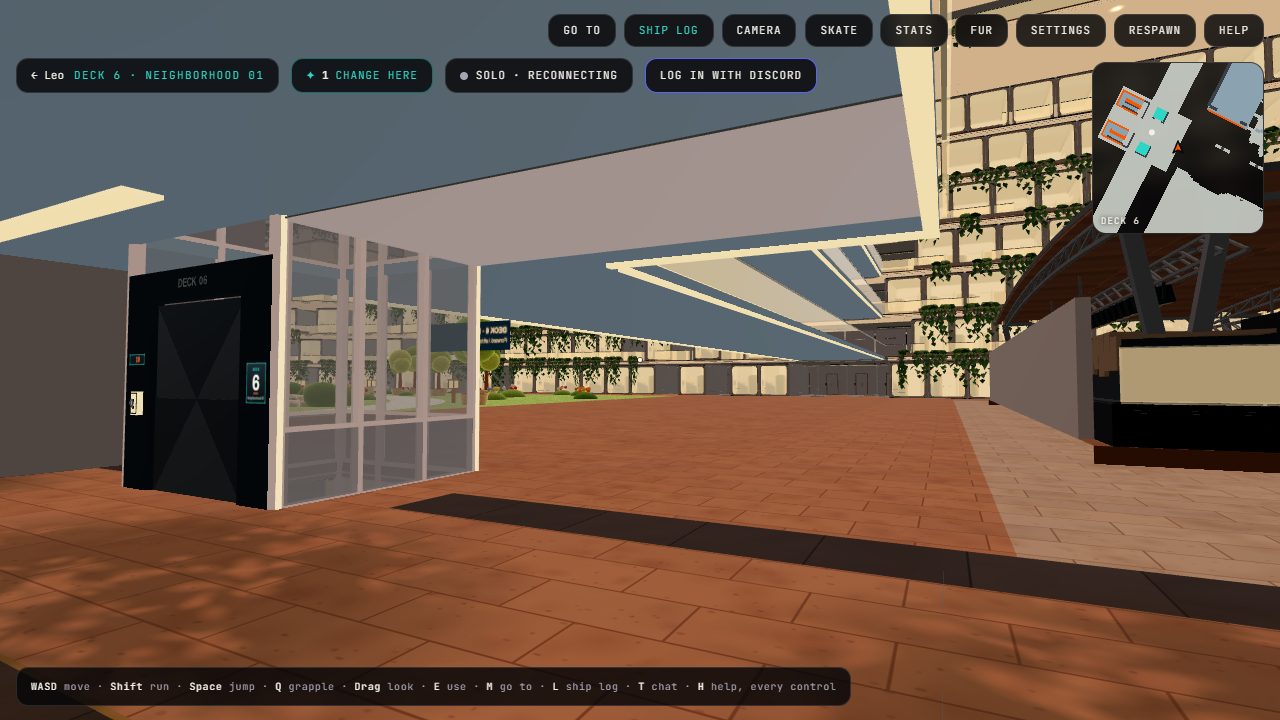 GO TO
SHIP LOG
CAMERA
SKATE
STATS
FUR
SETTINGS
RESPAWN
HELP
← Leo DECK 6 · NEIGHBORHOOD 01
✦ 1 CHANGE HERE
SOLO · RECONNECTING
LOG IN WITH DISCORD
DECK 6
DECK 06
6
WASD move · Shift run · Space jump · Q grapple · Drag look · E use · M go to · L ship log · T chat · H help, every control